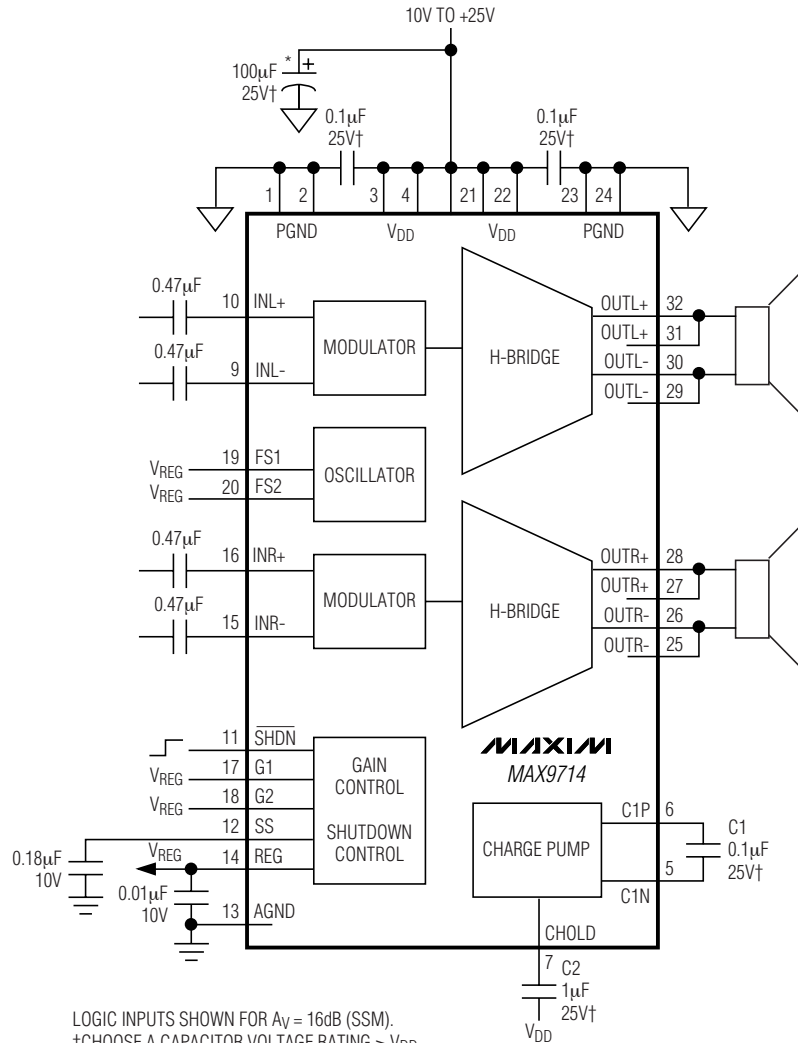 10V TO +25V
*
+
100µF
25V†
0.1µF
25V†
0.1µF
25V†
1 2 3 4 21 22 23 24
PGND VDD VDD PGND
0.47µF
10 INL+
MODULATOR
0.47µF
9 INL-
H-BRIDGE
OUTL+ 32
OUTL+ 31
OUTL- 30
OUTL- 29
VREG 19 FS1
VREG 20 FS2
OSCILLATOR
0.47µF
16 INR+
MODULATOR
0.47µF
15 INR-
H-BRIDGE
OUTR+ 28
OUTR+ 27
OUTR- 26
OUTR- 25
11 SHDN
VREG 17 G1
VREG 18 G2
12 SS
VREG 14 REG
GAIN
CONTROL
SHUTDOWN
CONTROL
0.18µF
10V
0.01µF
10V
13 AGND
MAXIM
MAX9714
CHARGE PUMP
C1P 6
C1
0.1µF
25V†
5
C1N
CHOLD
7 C2
1µF
25V†
VDD
LOGIC INPUTS SHOWN FOR AV = 16dB (SSM).